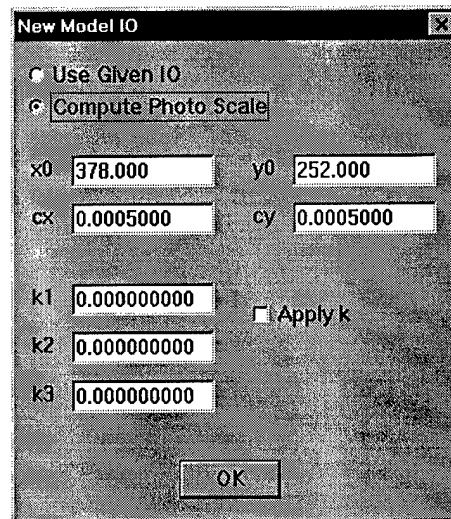 New Model IO
Use Given IO
Compute Photo Scale
x0 378.000 y0 252.000
cx 0.0005000 cy 0.0005000
k1 0.000000000
Apply k
k2 0.000000000
k3 0.000000000
OK